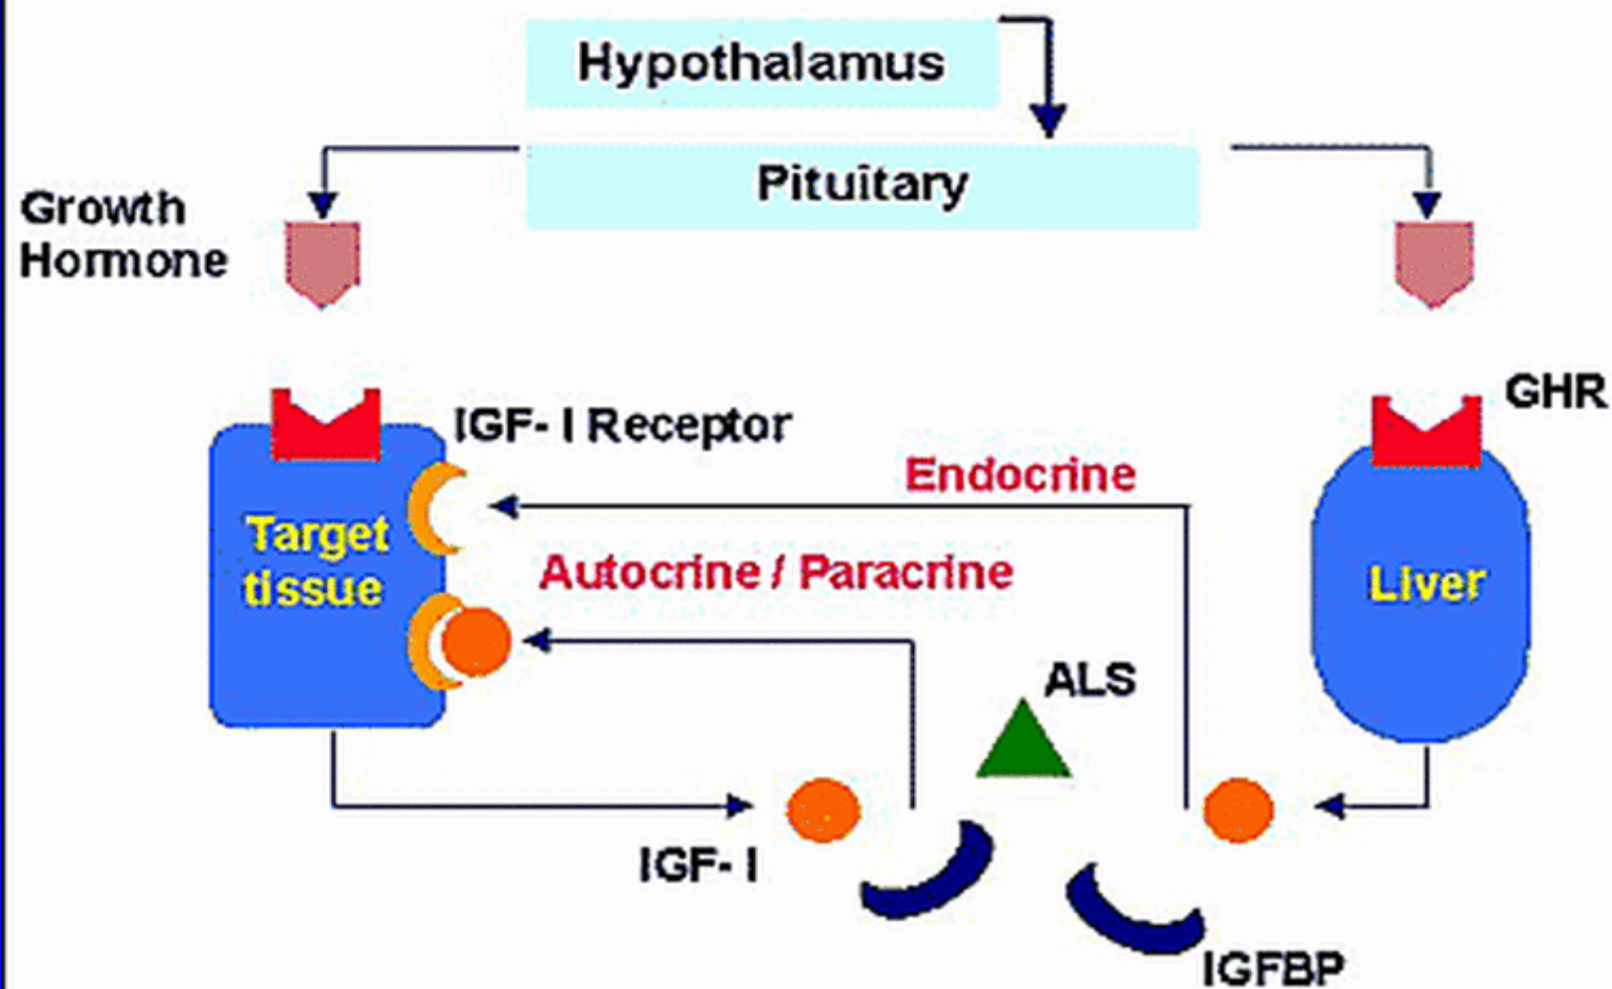 Hypothalamus
Pituitary
Growth
Hormone
GHR
IGF- I Receptor
Endocrine
Target
tissue
Autocrine / Paracrine
Liver
ALS
IGF- I
IGFBP